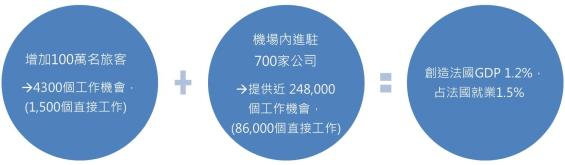 增加100萬名旅客
→4300個工作機會，
(1,500個直接工作)
+
機場內進駐
700家公司
→提供近 248,000
個工作機會，
(86,000個直接工作)
=
創造法國GDP 1.2%，
占法國就業1.5%